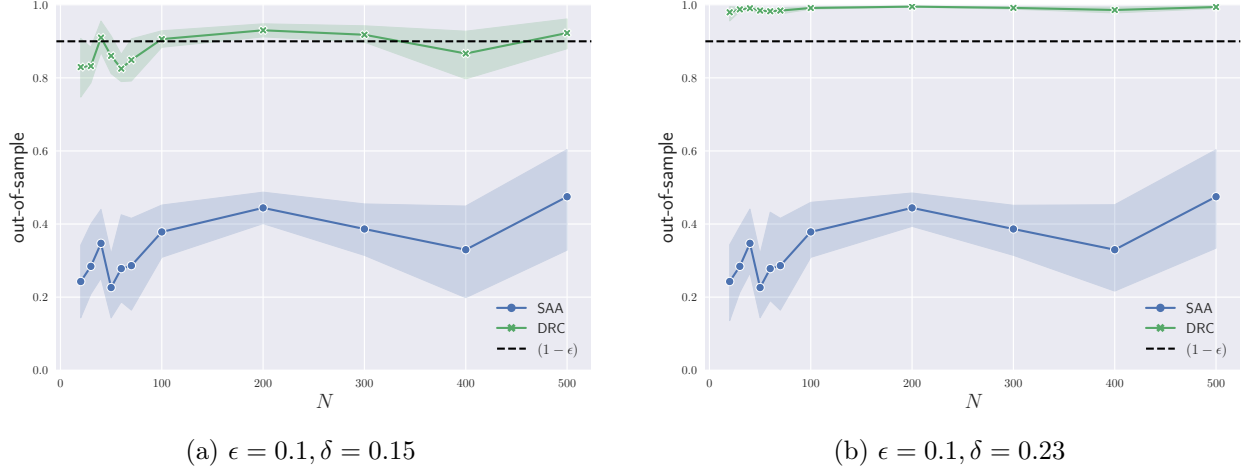 1.0
0.8
0.6
0.4
0.2
0.0
out-of-sample
0
100
200
300
400
500
N
SAA
DRC
(1 − ϵ)
(a) ϵ = 0.1, δ = 0.15
1.0
0.8
0.6
0.4
0.2
0.0
out-of-sample
0
100
200
300
400
500
N
SAA
DRC
(1 − ϵ)
(b) ϵ = 0.1, δ = 0.23